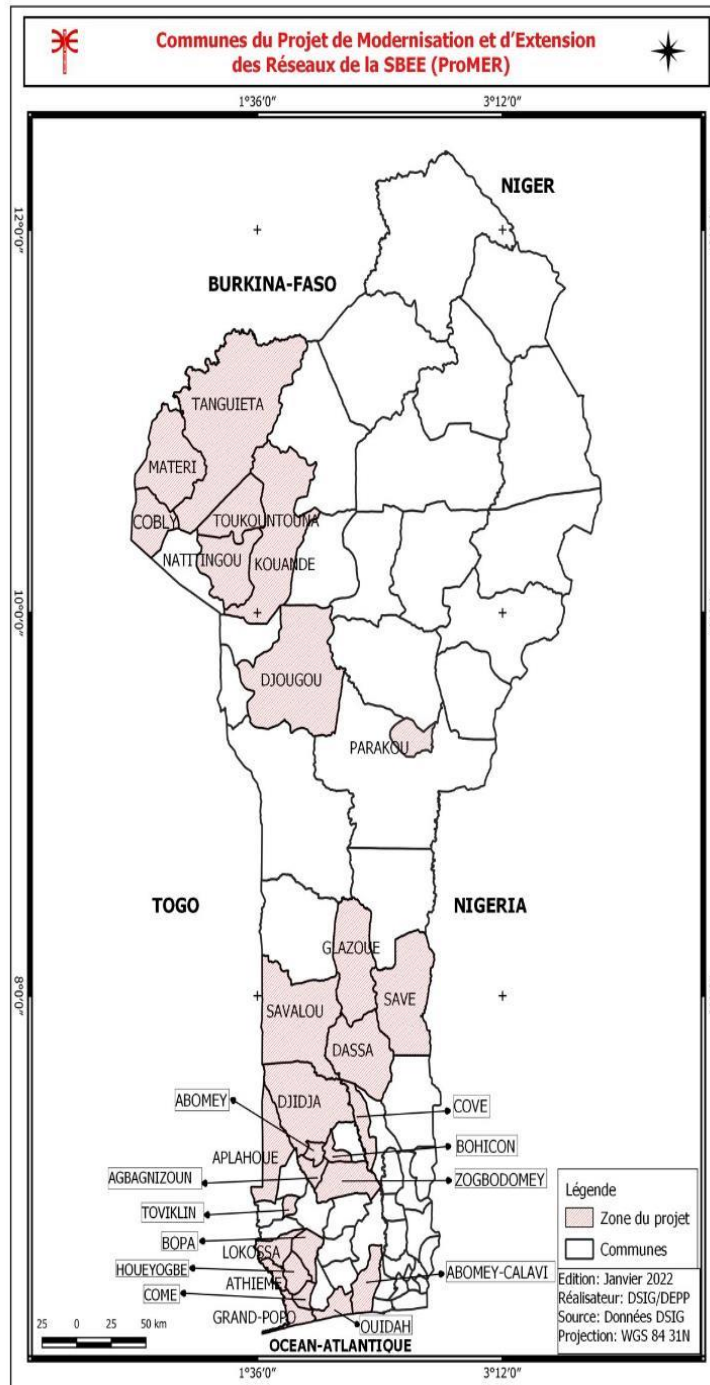 Communes du Projet de Modernisation et d'Extension
des Réseaux de la SBEE (ProMER)
1°36′0″
3°12′0″
NIGER
12°0′0″
BURKINA-FASO
TANGUIETA
MATERI
COBLY
TOUKOUNTOUNA
NATITINGOU
KOUANDE
10°0′0″
DJOUGOU
PARAKOU
TOGO
NIGERIA
GLAZOUE
8°0′0″
SAVALOU
SAVE
DASSA
ABOMEY
DJIDJA
COVE
APLAHOUE
BOHICON
AGBAGNIZOUN
ZOGBODOMEY
TOVIKLIN
BOPA
LOKOSSA
HOUEYOGBE
ATHIEME
ABOMEY-CALAVI
COME
GRAND-POPO
OUIDAH
OCEAN-ATLANTIQUE
Légende
Zone du projet
Communes
Edition: Janvier 2022
Réalisateur: DSIG/DEPP
Source: Données DSIG
Projection: WGS 84 31N
25 0 25 50 km
1°36′0″
3°12′0″